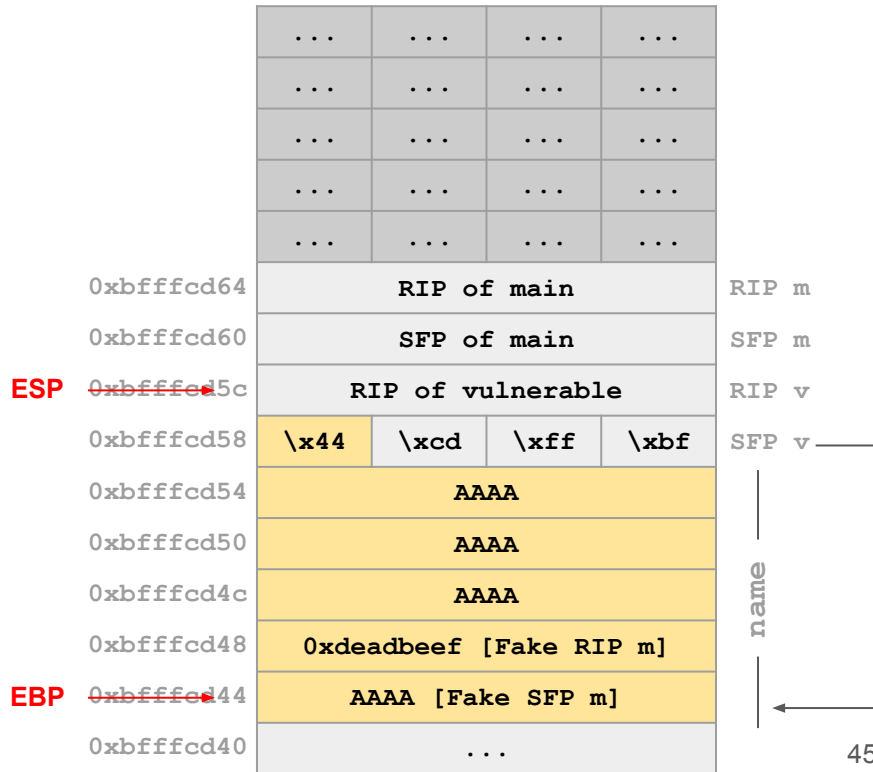 ... ... ... ...
... ... ... ...
... ... ... ...
... ... ... ...
... ... ... ...
0xbfffcd64 RIP of main RIP m
0xbfffcd60 SFP of main SFP m
ESP 0xbfffcd5c RIP of vulnerable RIP v
0xbfffcd58 \x44 \xcd \xff \xbf SFP v
0xbfffcd54 AAAA
0xbfffcd50 AAAA
0xbfffcd4c AAAA
name
0xbfffcd48 0xdeadbeef [Fake RIP m]
EBP 0xbfffcd44 AAAA [Fake SFP m]
0xbfffcd40 ...
45